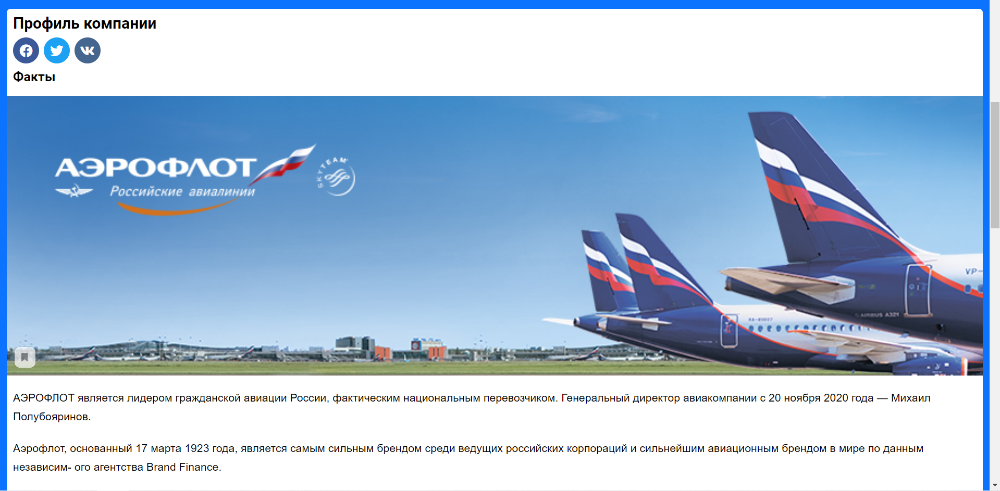 Профиль компании
Факты
АЭРОФЛОТ
Российские авиалинии
SKYTEAM
VP-
AIRBUS A321
RA-89007
АЭРОФЛОТ является лидером гражданской авиации России, фактическим национальным перевозчиком. Генеральный директор авиакомпании с 20 ноября 2020 года — Михаил
Полубояринов.
Аэрофлот, основанный 17 марта 1923 года, является самым сильным брендом среди ведущих российских корпораций и сильнейшим авиационным брендом в мире по данным
независим- ого агентства Brand Finance.